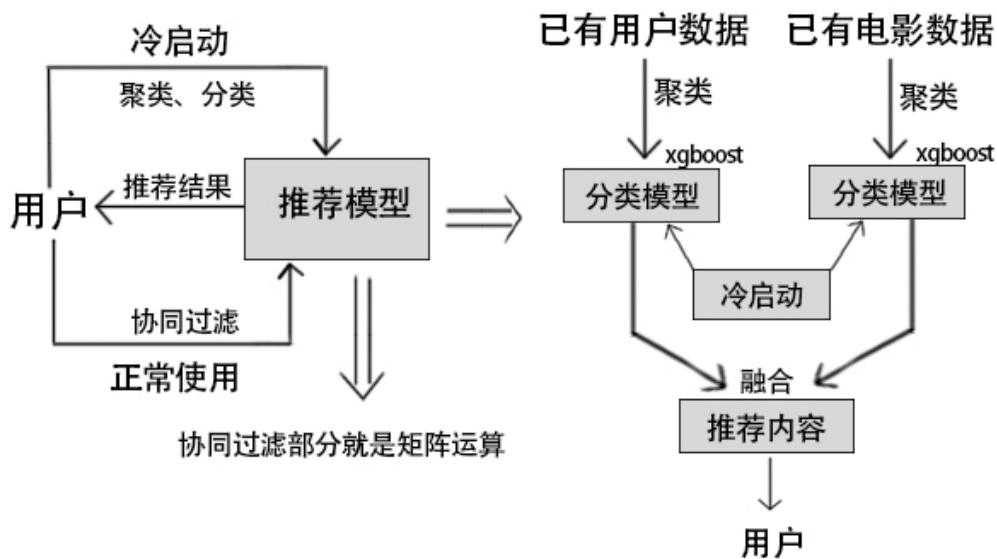 冷启动
聚类、分类
用户
推荐结果
推荐模型
协同过滤
正常使用
协同过滤部分就是矩阵运算
已有用户数据
已有电影数据
聚类
聚类
xgboost
xgboost
分类模型
分类模型
冷启动
融合
推荐内容
用户